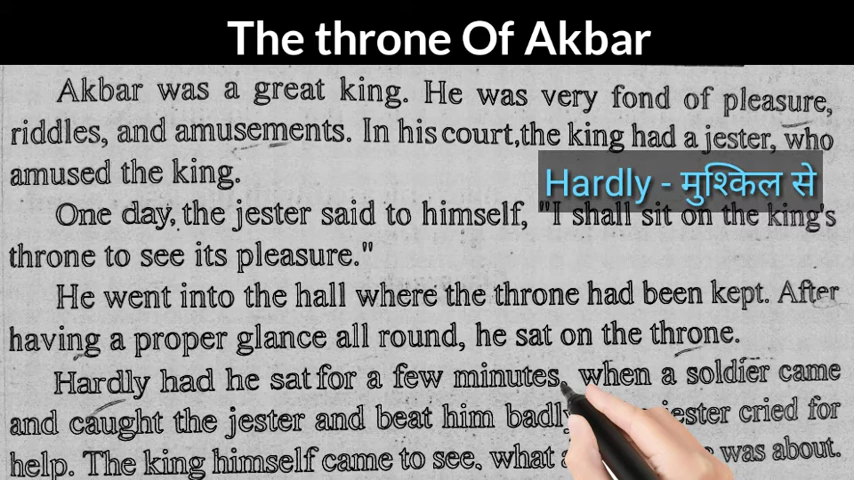 The throne Of Akbar
Akbar was a great king. He was very fond of pleasure,
riddles, and amusements. In his court,the king had a jester, who
amused the king.
Hardly - मुश्किल से
One day, the jester said to himself, "I shall sit on the king's
throne to see its pleasure."
He went into the hall where the throne had been kept. After
having a proper glance all round, he sat on the throne.
Hardly had he sat for a few minutes, when a soldier came
and caught the jester and beat him badly jester cried for
help. The king himself came to see, what was about.